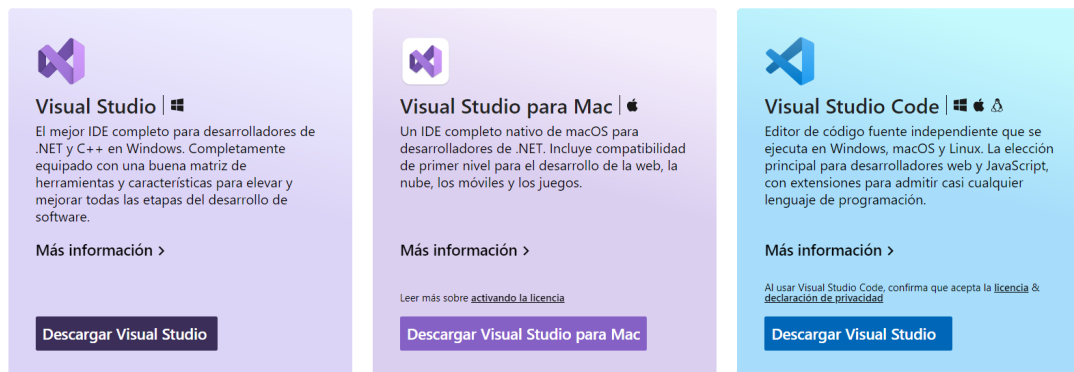 Visual Studio
El mejor IDE completo para desarrolladores de
.NET y C++ en Windows. Completamente
equipado con una buena matriz de
herramientas y características para elevar y
mejorar todas las etapas del desarrollo de
software.
Más información >
Descargar Visual Studio
Visual Studio para Mac
Un IDE completo nativo de macOS para
desarrolladores de .NET. Incluye compatibilidad
de primer nivel para el desarrollo de la web, la
nube, los móviles y los juegos.
Más información >
Leer más sobre activando la licencia
Descargar Visual Studio para Mac
Visual Studio Code
Editor de código fuente independiente que se
ejecuta en Windows, macOS y Linux. La elección
principal para desarrolladores web y JavaScript,
con extensiones para admitir casi cualquier
lenguaje de programación.
Más información >
Al usar Visual Studio Code, confirma que acepta la licencia &
declaración de privacidad
Descargar Visual Studio